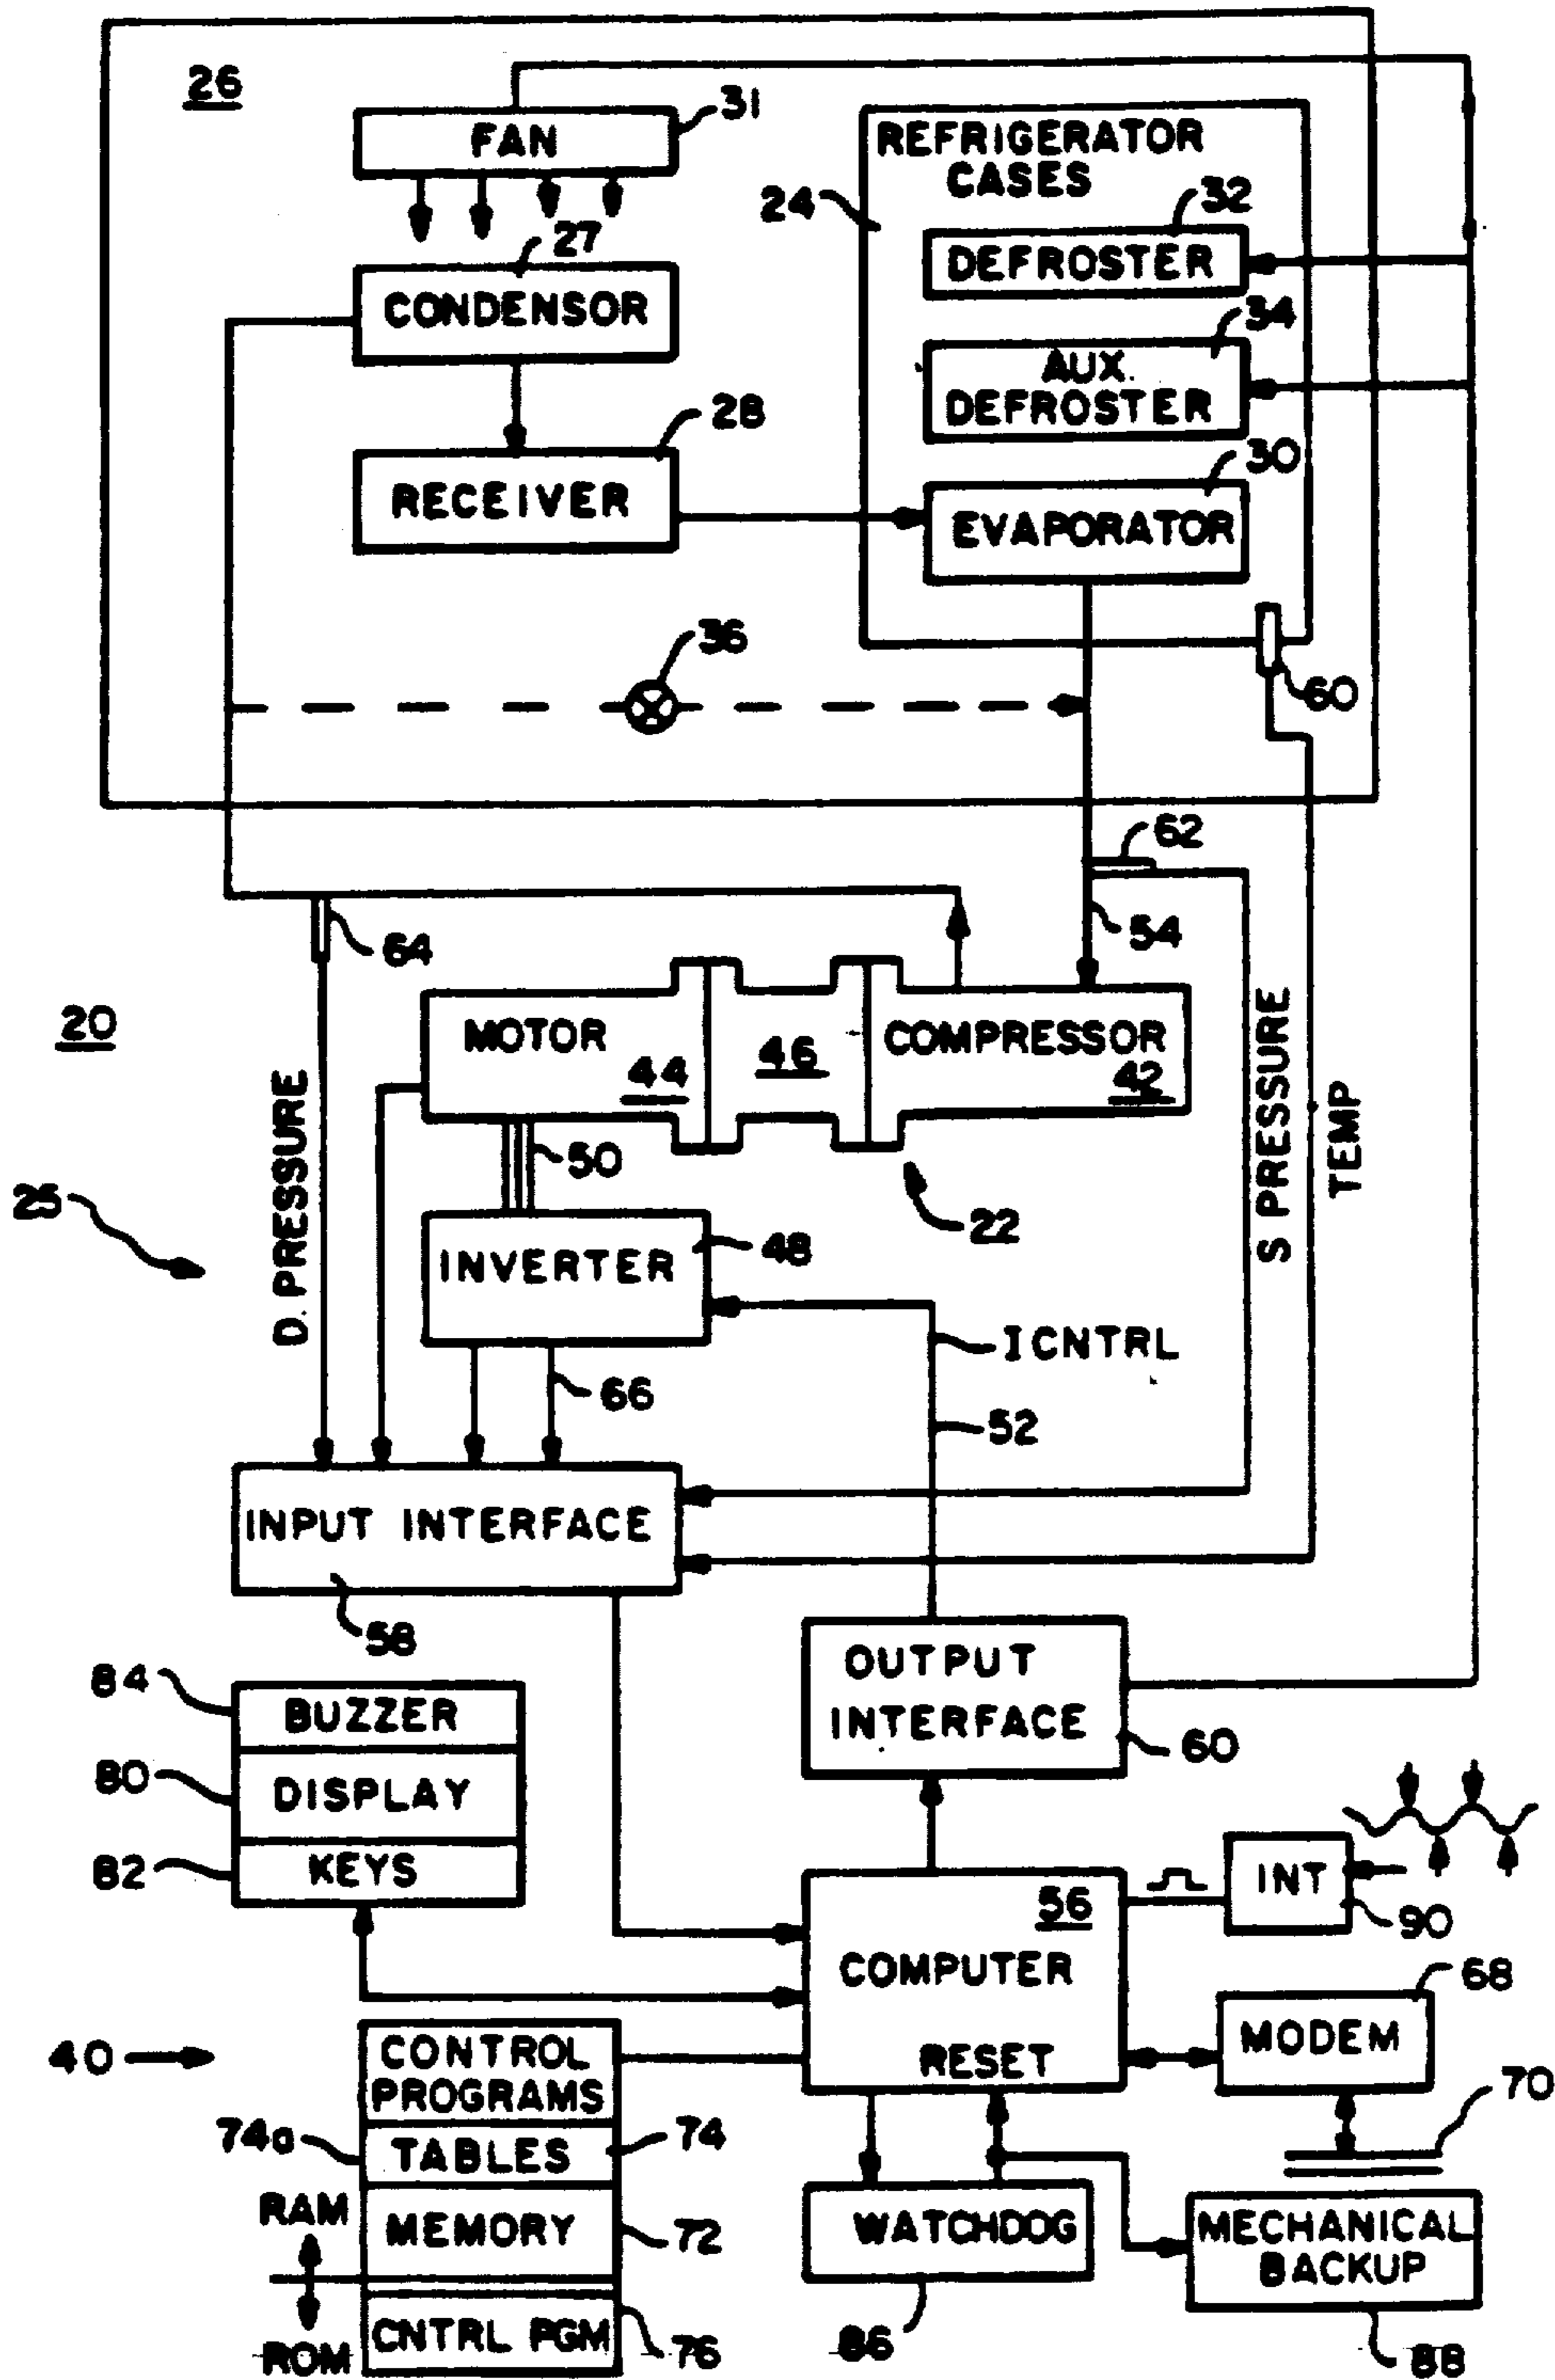 26
FAN
31
REFRIGERATOR
CASES
24
32
DEFROSTER
27
CONDENSOR
34
AUX.
DEFROSTER
28
RECEIVER
30
EVAPORATOR
36
60
62
64
54
20
MOTOR
44
46
COMPRESSOR
42
D. PRESSURE
S PRESSURE
TEMP
50
25
22
INVERTER
48
ICNTRL
66
52
INPUT INTERFACE
58
OUTPUT
INTERFACE
60
84
BUZZER
80
DISPLAY
82
KEYS
56
COMPUTER
RESET
INT
90
68
MODEM
70
40
CONTROL
PROGRAMS
74a
TABLES
74
RAM
MEMORY
72
ROM
CNTRL PGM
76
WATCHDOG
86
MECHANICAL
BACKUP
88